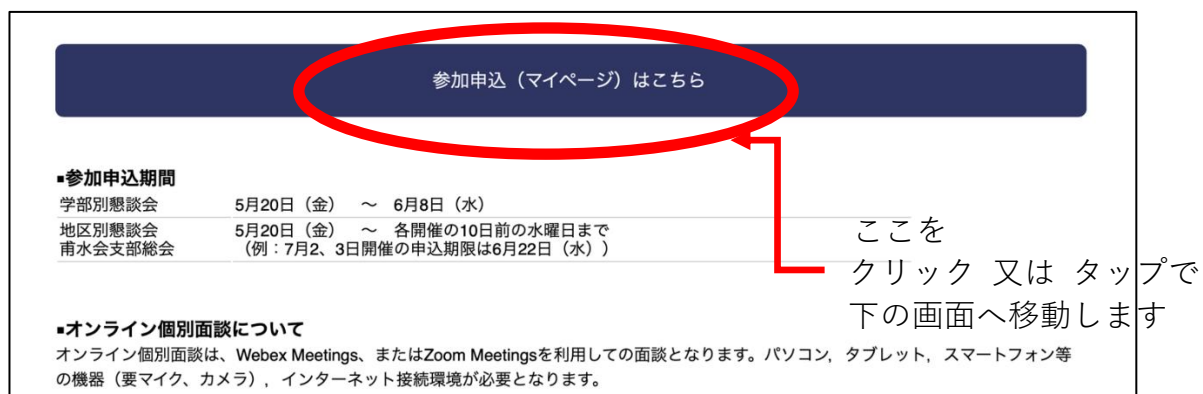 参加申込（マイページ）はこちら
▪参加申込期間
学部別懇談会 5月20日（金） ～ 6月8日（水）
地区別懇談会 5月20日（金） ～ 各開催の10日前の水曜日まで
甫水会支部総会 （例：7月2、3日開催の申込期限は6月22日（水））
ここを
クリック 又は タップで
下の画面へ移動します
▪オンライン個別面談について
オンライン個別面談は、Webex Meetings、またはZoom Meetingsを利用しての面談となります。パソコン，タブレット，スマートフォン等
の機器（要マイク、カメラ）, インターネット接続環境が必要となります。